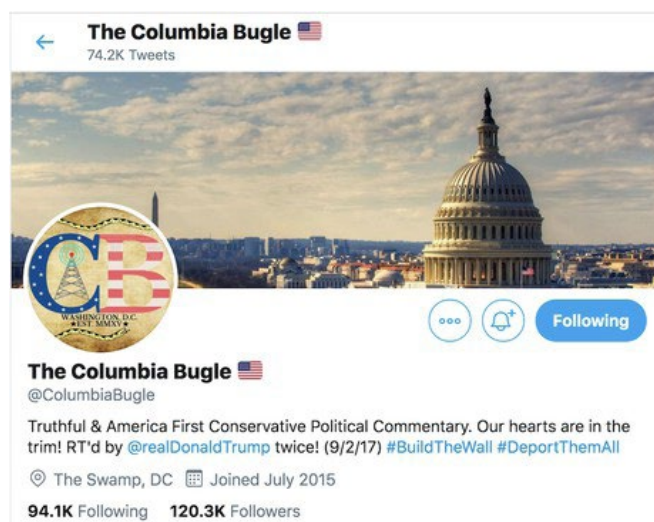 The Columbia Bugle 🇺🇸
74.2K Tweets
CB
WASHINGTON, D.C.
★EST MMXV★
Following
The Columbia Bugle 🇺🇸
@ColumbiaBugle
Truthful & America First Conservative Political Commentary. Our hearts are in the
trim! RT'd by @realDonaldTrump twice! (9/2/17) #BuildTheWall #DeportThemAll
The Swamp, DC Joined July 2015
94.1K Following 120.3K Followers